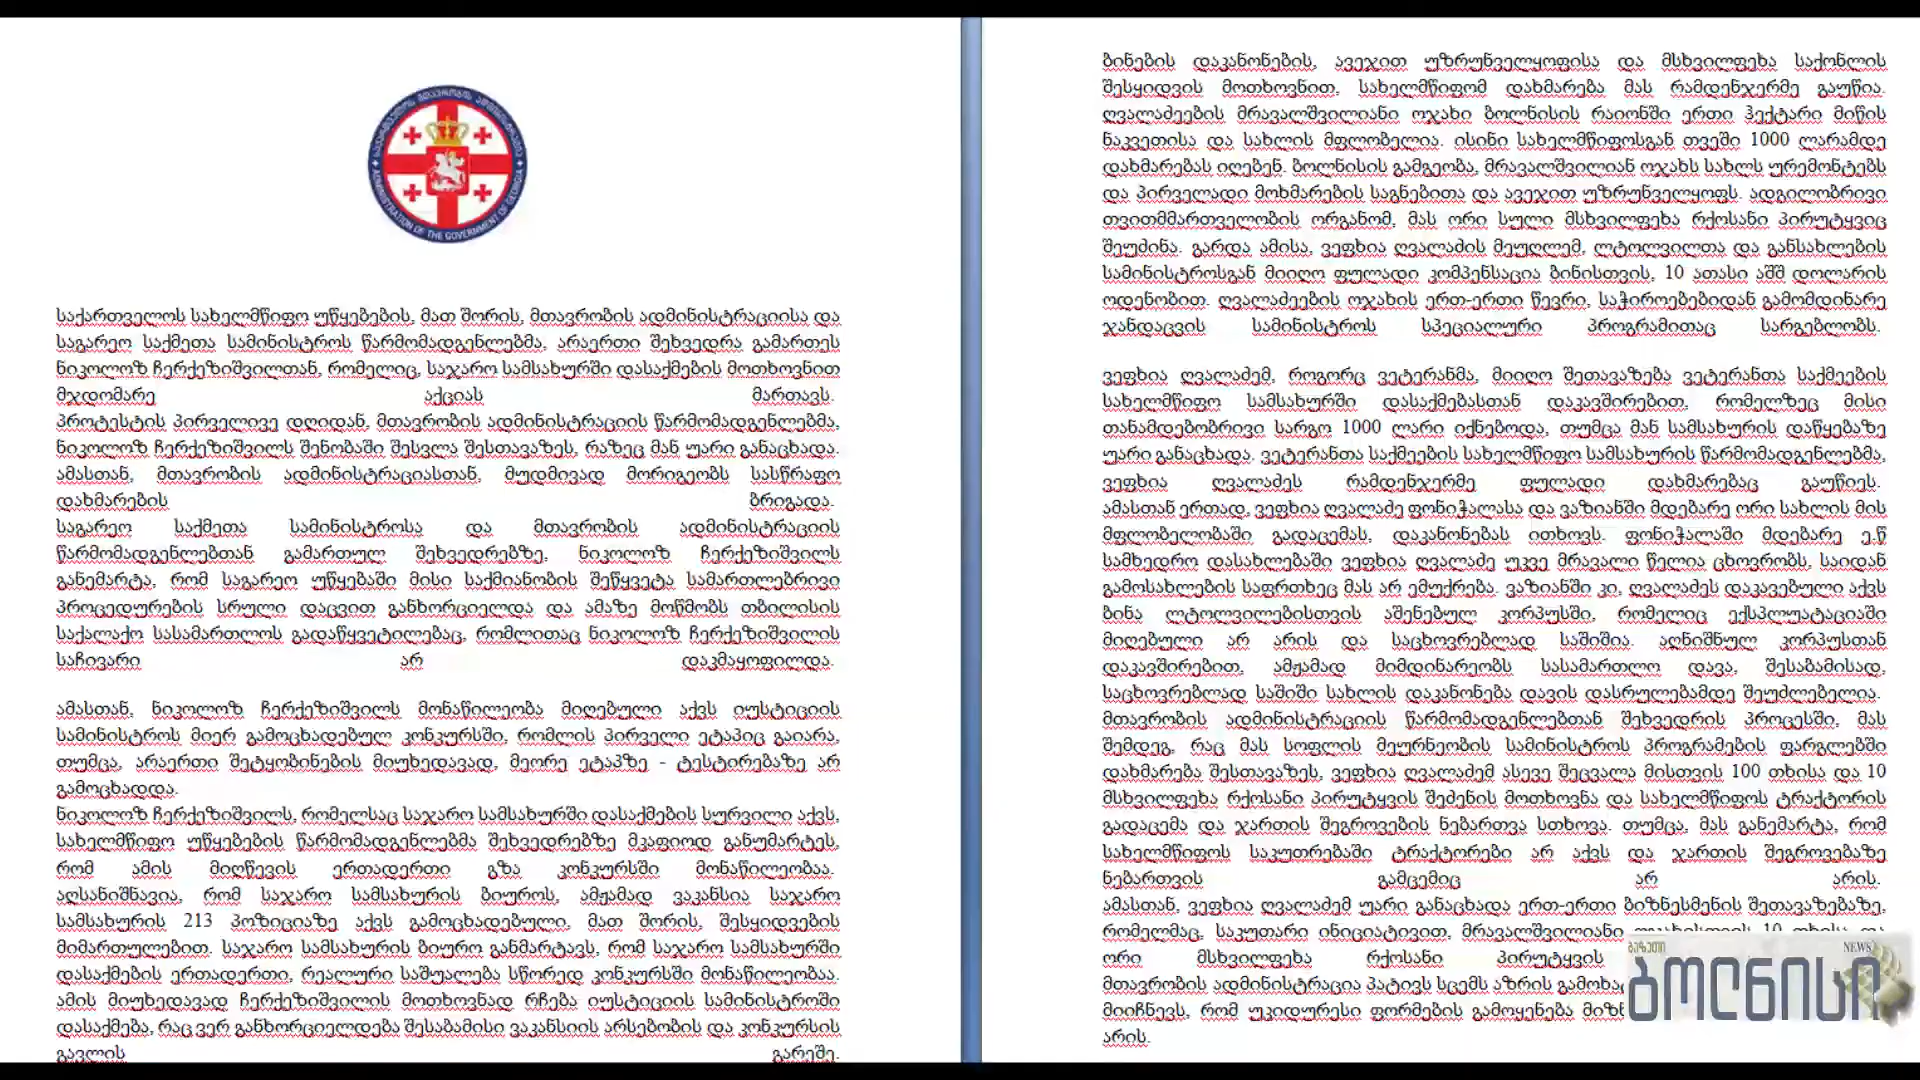 ADMINISTRATION OF THE GOVERNMENT OF GEORGIA
საქართველოს სახელმწიფო უწყებების, მათ შორის, მთავრობის ადმინისტრაციისა და
საგარეო საქმეთა სამინისტროს წარმომადგენლებმა, არაერთი შეხვედრა გამართეს
ნიკოლოზ ჩერქეზიშვილთან, რომელიც, საჯარო სამსახურში დასაქმების მოთხოვნით
მჯდომარე აქციას მართავს.
პროტესტის პირველივე დღიდან, მთავრობის ადმინისტრაციის წარმომადგენლებმა,
ნიკოლოზ ჩერქეზიშვილს შენობაში შესვლა შესთავაზეს, რაზეც მან უარი განაცხადა.
ამასთან, მთავრობის ადმინისტრაციასთან, მუდმივად მორიგეობს სასწრაფო
დახმარების ბრიგადა.
საგარეო საქმეთა სამინისტროსა და მთავრობის ადმინისტრაციის
წარმომადგენლებთან გამართულ შეხვედრებზე, ნიკოლოზ ჩერქეზიშვილს
განემარტა, რომ საგარეო უწყებაში მისი საქმიანობის შეწყვეტა სამართლებრივი
პროცედურების სრული დაცვით განხორციელდა და ამაზე მოწმობს თბილისის
საქალაქო სასამართლოს გადაწყვეტილებაც, რომლითაც ნიკოლოზ ჩერქეზიშვილის
საჩივარი არ დაკმაყოფილდა.
ამასთან, ნიკოლოზ ჩერქეზიშვილს მონაწილეობა მიღებული აქვს იუსტიციის
სამინისტროს მიერ გამოცხადებულ კონკურსში, რომლის პირველი ეტაპიც გაიარა,
თუმცა, არაერთი შეტყობინების მიუხედავად, მეორე ეტაპზე - ტესტირებაზე არ
გამოცხადდა.
ნიკოლოზ ჩერქეზიშვილს, რომელსაც საჯარო სამსახურში დასაქმების სურვილი აქვს,
სახელმწიფო უწყებების წარმომადგენლებმა შეხვედრებზე მკაფიოდ განუმარტეს,
რომ ამის მიღწევის ერთადერთი გზა კონკურსში მონაწილეობაა.
აღსანიშნავია, რომ საჯარო სამსახურის ბიუროს, ამჟამად ვაკანსია საჯარო
სამსახურის 213 პოზიციაზე აქვს გამოცხადებული, მათ შორის, შესყიდვების
მიმართულებით. საჯარო სამსახურის ბიურო განმარტავს, რომ საჯარო სამსახურში
დასაქმების ერთადერთი, რეალური საშუალება სწორედ კონკურსში მონაწილეობაა.
ამის მიუხედავად ჩერქეზიშვილის მოთხოვნად რჩება იუსტიციის სამინისტროში
დასაქმება, რაც ვერ განხორციელდება შესაბამისი ვაკანსიის არსებობის და კონკურსის
გავლის გარეშე.
ბინების დაკანონების, ავეჯით უზრუნველყოფისა და მსხვილფეხა საქონლის
შესყიდვის მოთხოვნით, სახელმწიფომ დახმარება მას რამდენჯერმე გაუწია.
ღვალაძეების მრავალშვილიანი ოჯახი ბოლნისის რაიონში ერთი ჰექტარი მიწის
ნაკვეთისა და სახლის მფლობელია. ისინი სახელმწიფოსგან თვეში 1000 ლარამდე
დახმარებას იღებენ. ბოლნისის გამგეობა, მრავალშვილიან ოჯახს სახლს ურემონტებს
და პირველადი მოხმარების საგნებითა და ავეჯით უზრუნველყოფს. ადგილობრივი
თვითმმართველობის ორგანომ, მას ორი სული მსხვილფეხა რქოსანი პირუტყვიც
შეუძინა. გარდა ამისა, ვეფხია ღვალაძის მეუღლემ, ლტოლვილთა და განსახლების
სამინისტროსგან მიიღო ფულადი კომპენსაცია ბინისთვის, 10 ათასი აშშ დოლარის
ოდენობით. ღვალაძეების ოჯახის ერთ-ერთი წევრი, საჭიროებებიდან გამომდინარე
ჯანდაცვის სამინისტროს სპეციალური პროგრამითაც სარგებლობს.
ვეფხია ღვალაძემ, როგორც ვეტერანმა, მიიღო შეთავაზება ვეტერანთა საქმეების
სახელმწიფო სამსახურში დასაქმებასთან დაკავშირებით, რომელზეც მისი
თანამდებობრივი სარგო 1000 ლარი იქნებოდა, თუმცა მან სამსახურის დაწყებაზე
უარი განაცხადა. ვეტერანთა საქმეების სახელმწიფო სამსახურის წარმომადგენლებმა,
ვეფხია ღვალაძეს რამდენჯერმე ფულადი დახმარებაც გაუწიეს.
ამასთან ერთად, ვეფხია ღვალაძე ფონიჭალასა და ვაზიანში მდებარე ორი სახლის მის
მფლობელობაში გადაცემას, დაკანონებას ითხოვს. ფონიჭალაში მდებარე ე.წ
სამხედრო დასახლებაში ვეფხია ღვალაძე უკვე მრავალი წელია ცხოვრობს, საიდან
გამოსახლების საფრთხეც მას არ ემუქრება. ვაზიანში კი, ღვალაძეს დაკავებული აქვს
ბინა ლტოლვილებისთვის აშენებულ კორპუსში, რომელიც ექსპლუატაციაში
მიღებული არ არის და საცხოვრებლად საშიშია. აღნიშნულ კორპუსთან
დაკავშირებით, ამჟამად მიმდინარეობს სასამართლო დავა, შესაბამისად,
საცხოვრებლად საშიში სახლის დაკანონება დავის დასრულებამდე შეუძლებელია.
მთავრობის ადმინისტრაციის წარმომადგენლებთან შეხვედრის პროცესში, მას
შემდეგ, რაც მას სოფლის მეურნეობის სამინისტროს პროგრამების ფარგლებში
დახმარება შესთავაზეს, ვეფხია ღვალაძემ ასევე შეცვალა მისთვის 100 თხისა და 10
მსხვილფეხა რქოსანი პირუტყვის შეძენის მოთხოვნა და სახელმწიფოს ტრაქტორის
გადაცემა და ჯართის შეგროვების ნებართვა სთხოვა. თუმცა, მას განემარტა, რომ
სახელმწიფოს საკუთრებაში ტრაქტორები არ აქვს და ჯართის შეგროვებაზე
ნებართვის გამცემიც არ არის.
ამასთან, ვეფხია ღვალაძემ უარი განაცხადა ერთ-ერთი ბიზნესმენის შეთავაზებაზე,
რომელმაც, საკუთარი ინიციატივით, მრავალშვილიანი
ორი მსხვილფეხა რქოსანი პირუტყვის
მთავრობის ადმინისტრაცია პატივს სცემს აზრის
მიიჩნევს, რომ უკიდურესი ფორმების გამოყენება
არის.
გაზეთი NEWS
ბოლნისი